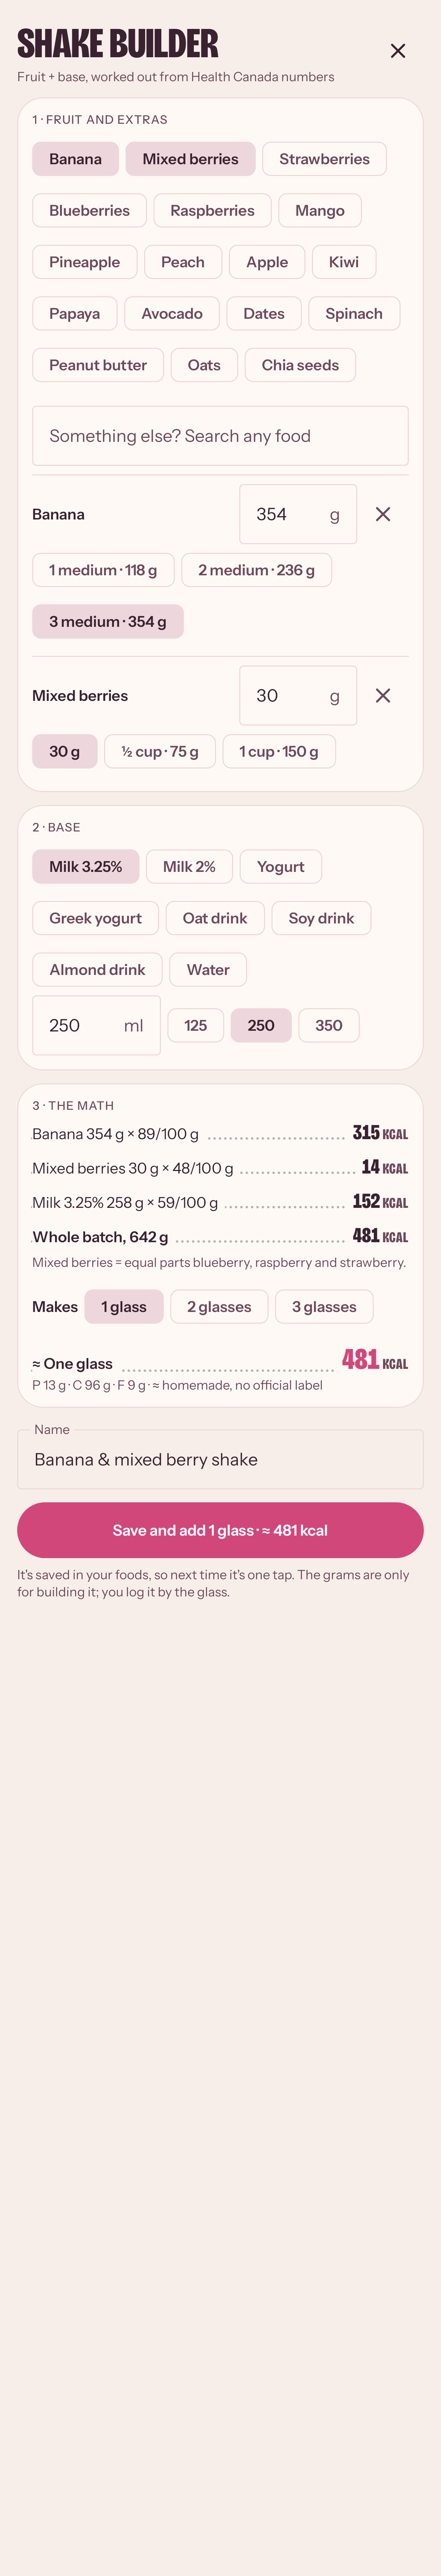 SHAKE BUILDER
Fruit + base, worked out from Health Canada numbers
1 · FRUIT AND EXTRAS
Banana Mixed berries Strawberries
Blueberries Raspberries Mango
Pineapple Peach Apple Kiwi
Papaya Avocado Dates Spinach
Peanut butter Oats Chia seeds
Something else? Search any food
Banana 354 g
1 medium · 118 g 2 medium · 236 g
3 medium · 354 g
Mixed berries 30 g
30 g ½ cup · 75 g 1 cup · 150 g
2 · BASE
Milk 3.25% Milk 2% Yogurt
Greek yogurt Oat drink Soy drink
Almond drink Water
250 ml 125 250 350
3 · THE MATH
Banana 354 g × 89/100 g 315 KCAL
Mixed berries 30 g × 48/100 g 14 KCAL
Milk 3.25% 258 g × 59/100 g 152 KCAL
Whole batch, 642 g 481 KCAL
Mixed berries = equal parts blueberry, raspberry and strawberry.
Makes 1 glass 2 glasses 3 glasses
≈ One glass 481 KCAL
P 13 g · C 96 g · F 9 g · ≈ homemade, no official label
Name
Banana & mixed berry shake
Save and add 1 glass · ≈ 481 kcal
It's saved in your foods, so next time it's one tap. The grams are only
for building it; you log it by the glass.